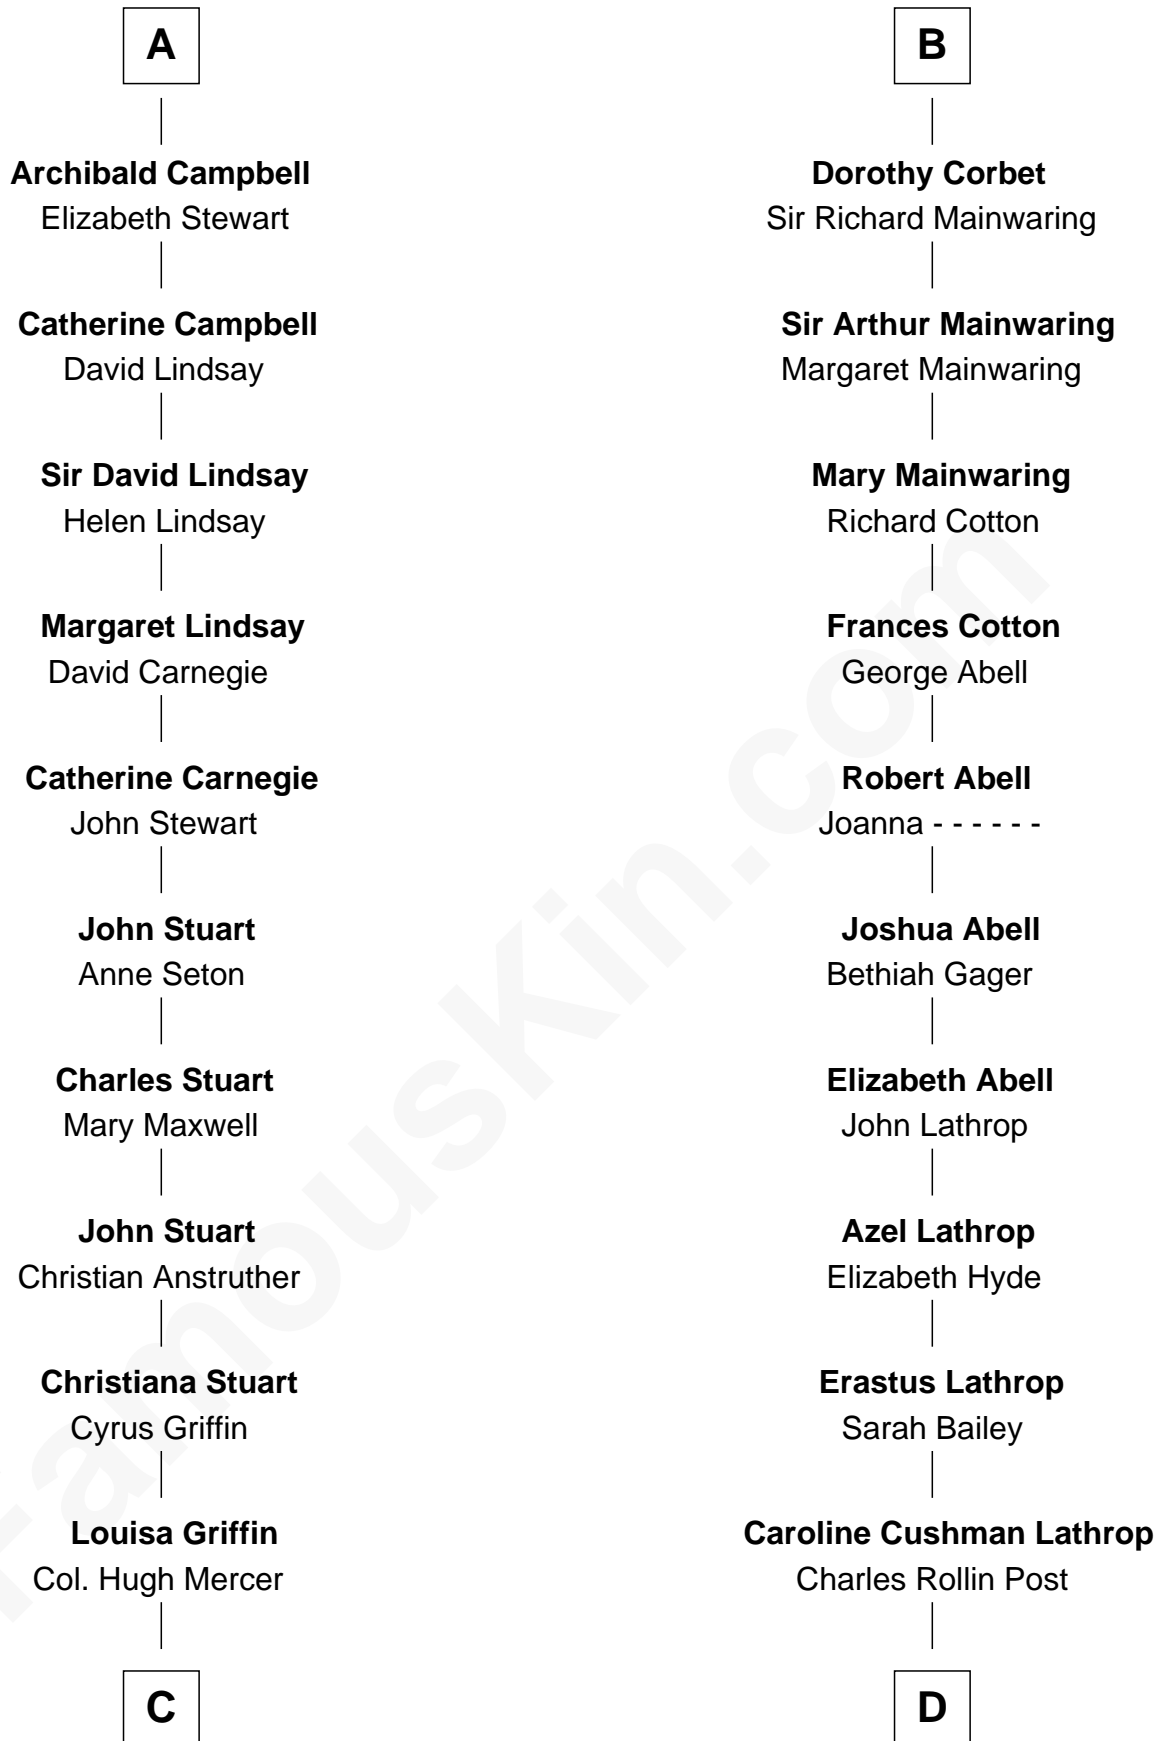 A
Archibald Campbell
Elizabeth Stewart
Catherine Campbell
David Lindsay
Sir David Lindsay
Helen Lindsay
Margaret Lindsay
David Carnegie
Catherine Carnegie
John Stewart
John Stuart
Anne Seton
Charles Stuart
Mary Maxwell
John Stuart
Christian Anstruther
Christiana Stuart
Cyrus Griffin
Louisa Griffin
Col. Hugh Mercer
C
B
Dorothy Corbet
Sir Richard Mainwaring
Sir Arthur Mainwaring
Margaret Mainwaring
Mary Mainwaring
Richard Cotton
Frances Cotton
George Abell
Robert Abell
Joanna - - - - - -
Joshua Abell
Bethiah Gager
Elizabeth Abell
John Lathrop
Azel Lathrop
Elizabeth Hyde
Erastus Lathrop
Sarah Bailey
Caroline Cushman Lathrop
Charles Rollin Post
D
FamousKin.com